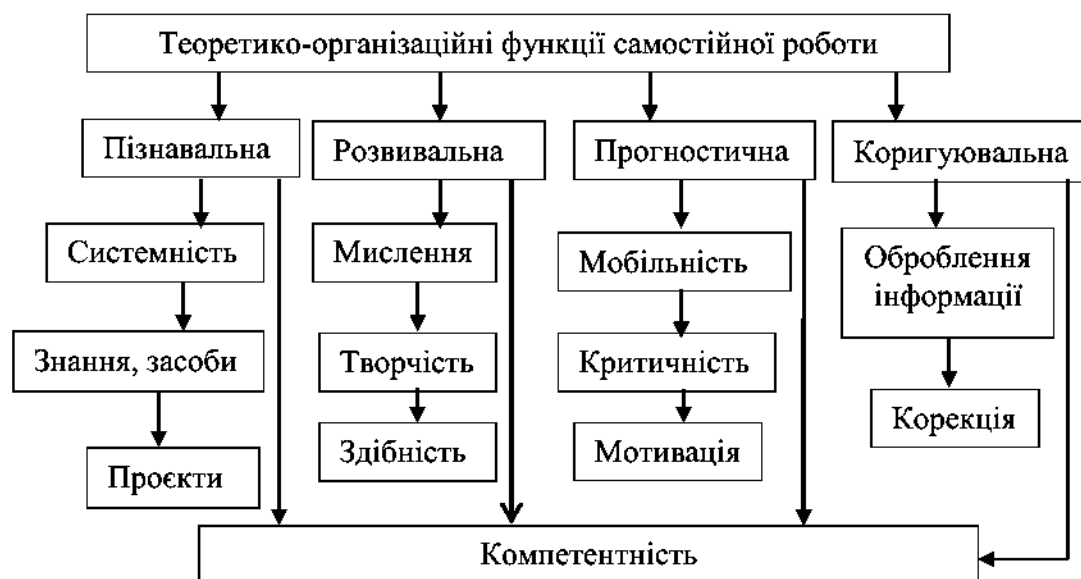 Теоретико-організаційні функції самостійної роботи
Пізнавальна
Розвивальна
Прогностична
Коригуювальна
Системність
Мислення
Мобільність
Оброблення
інформації
Знання, засоби
Творчість
Критичність
Корекція
Проєкти
Здібність
Мотивація
Компетентність